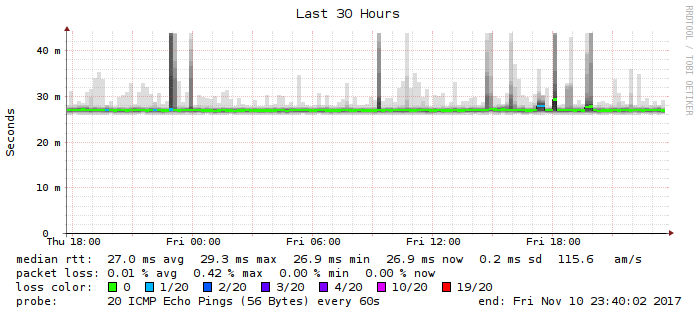 Last 30 Hours
RRDTOOL / TOBI OETIKER
Seconds
40 m
30 m
20 m
10 m
0
Thu 18:00 Fri 00:00 Fri 06:00 Fri 12:00 Fri 18:00
median rtt: 27.0 ms avg 29.3 ms max 26.9 ms min 26.9 ms now 0.2 ms sd 115.6 am/s
packet loss: 0.01 % avg 0.42 % max 0.00 % min 0.00 % now
loss color: 0 1/20 2/20 3/20 4/20 10/20 19/20
probe: 20 ICMP Echo Pings (56 Bytes) every 60s end: Fri Nov 10 23:40:02 2017